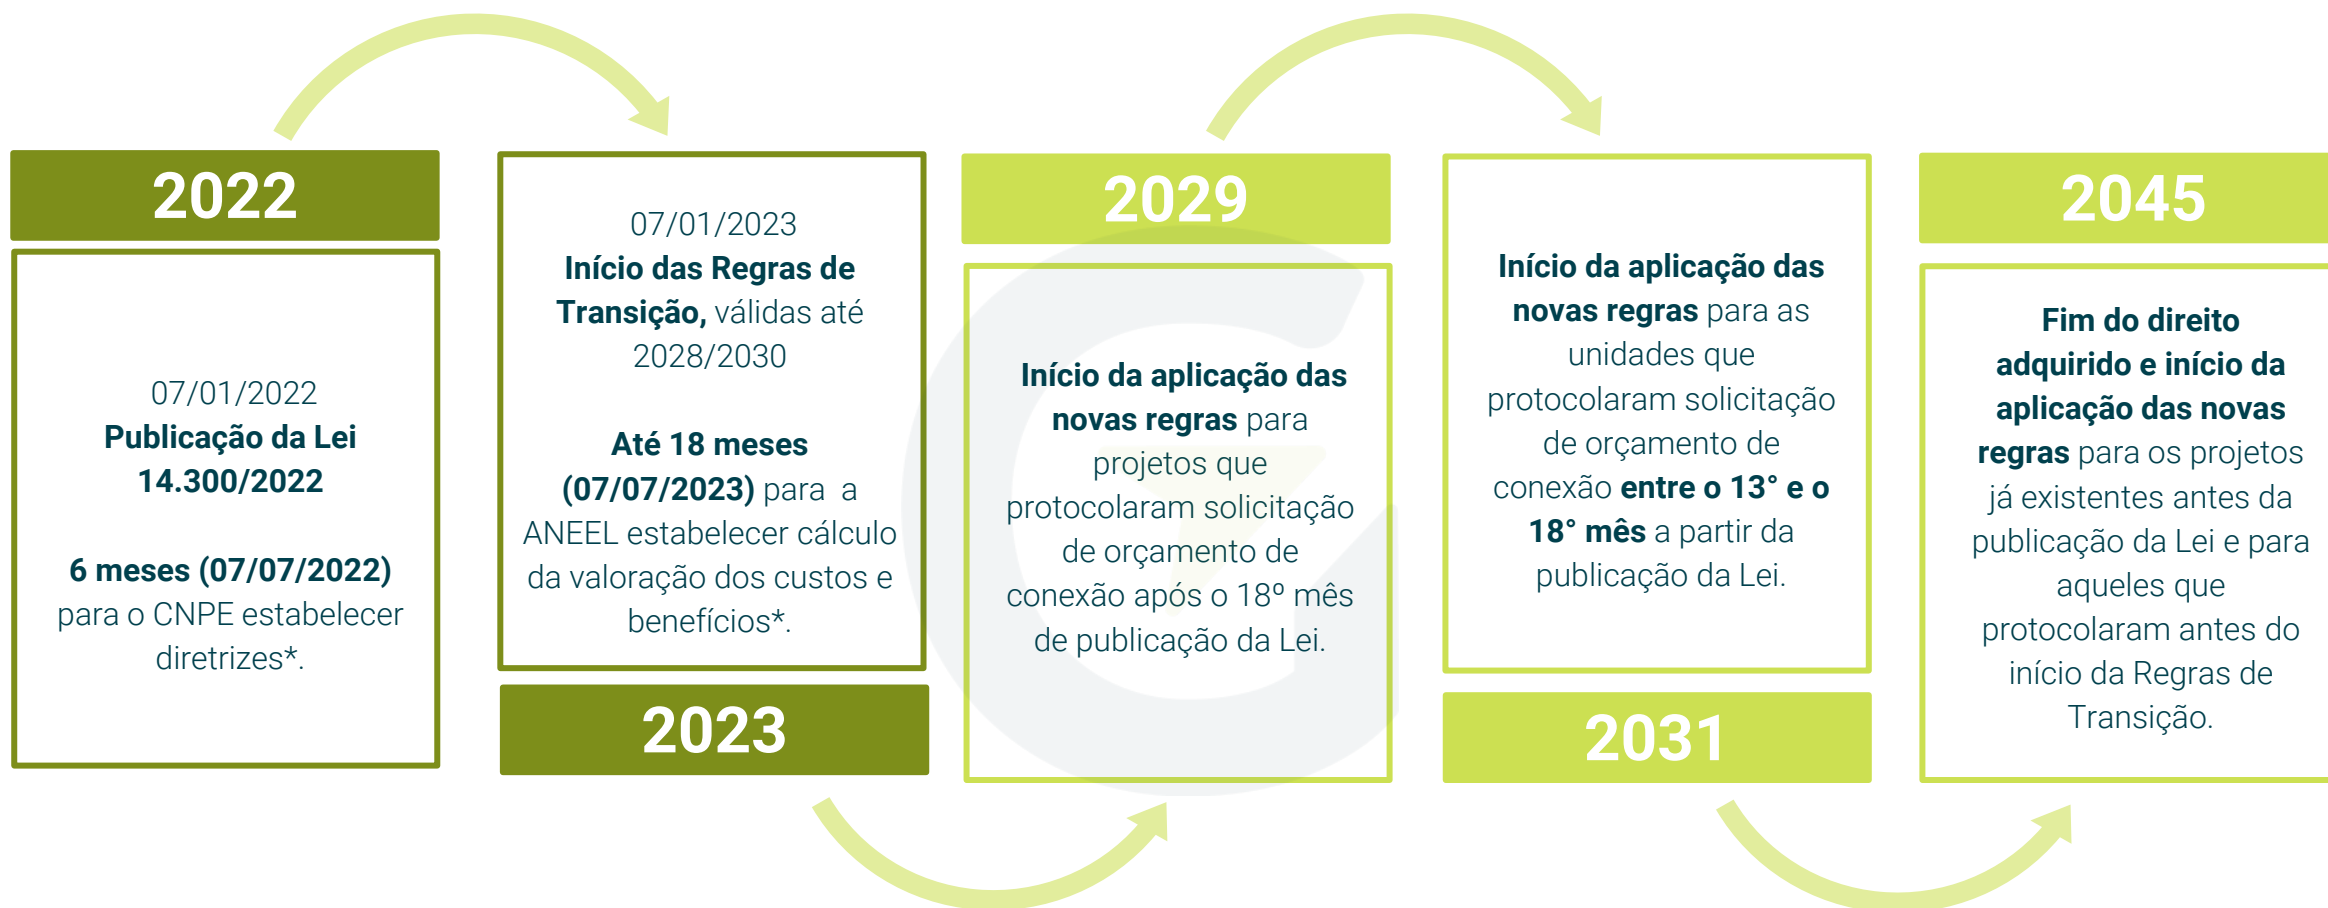 2022
07/01/2022
Publicação da Lei
14.300/2022
6 meses (07/07/2022)
para o CNPE estabelecer
diretrizes*.
07/01/2023
Início das Regras de
Transição, válidas até
2028/2030
Até 18 meses
(07/07/2023) para a
ANEEL estabelecer cálculo
da valoração dos custos e
benefícios*.
2023
2029
Início da aplicação das
novas regras para
projetos que
protocolaram solicitação
de orçamento de
conexão após o 18º mês
de publicação da Lei.
Início da aplicação das
novas regras para as
unidades que
protocolaram solicitação
de orçamento de
conexão entre o 13° e o
18° mês a partir da
publicação da Lei.
2031
2045
Fim do direito
adquirido e início da
aplicação das novas
regras para os projetos
já existentes antes da
publicação da Lei e para
aqueles que
protocolaram antes do
início da Regras de
Transição.